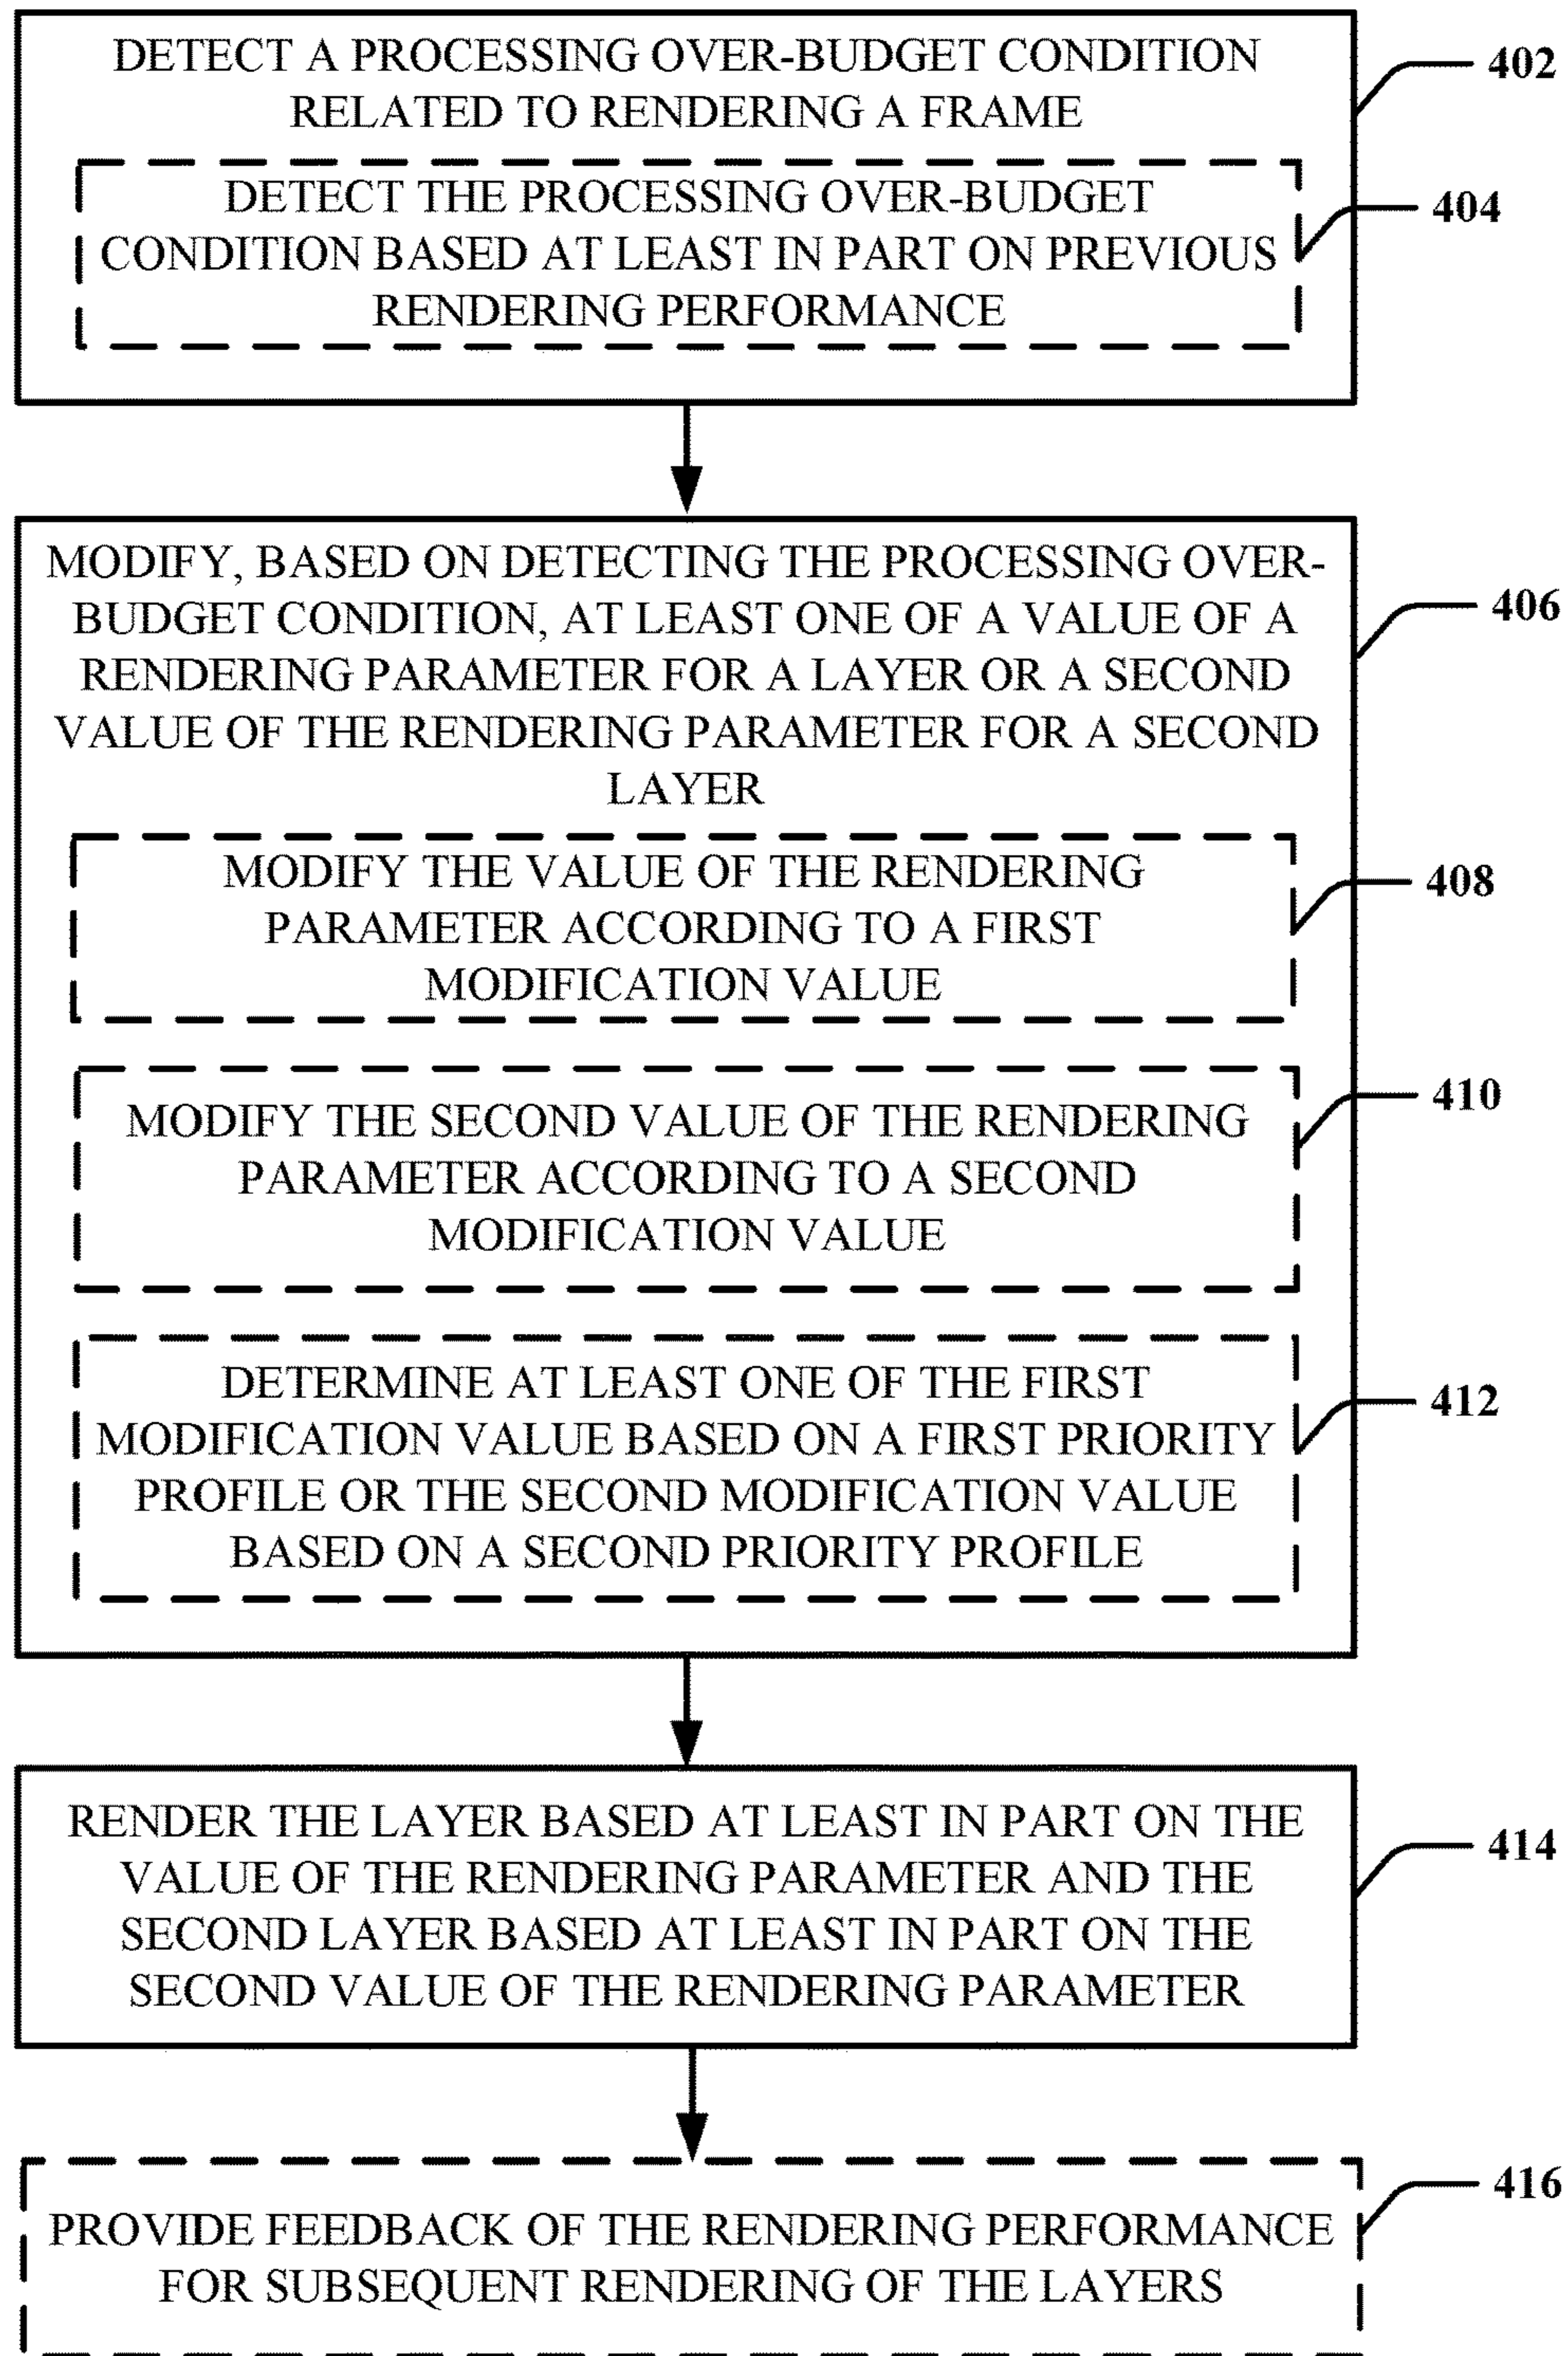 DETECT A PROCESSING OVER-BUDGET CONDITION
RELATED TO RENDERING A FRAME
402
DETECT THE PROCESSING OVER-BUDGET
CONDITION BASED AT LEAST IN PART ON PREVIOUS
RENDERING PERFORMANCE
404
MODIFY, BASED ON DETECTING THE PROCESSING OVER-
BUDGET CONDITION, AT LEAST ONE OF A VALUE OF A
RENDERING PARAMETER FOR A LAYER OR A SECOND
VALUE OF THE RENDERING PARAMETER FOR A SECOND
LAYER
406
MODIFY THE VALUE OF THE RENDERING
PARAMETER ACCORDING TO A FIRST
MODIFICATION VALUE
408
MODIFY THE SECOND VALUE OF THE RENDERING
PARAMETER ACCORDING TO A SECOND
MODIFICATION VALUE
410
DETERMINE AT LEAST ONE OF THE FIRST
MODIFICATION VALUE BASED ON A FIRST PRIORITY
PROFILE OR THE SECOND MODIFICATION VALUE
BASED ON A SECOND PRIORITY PROFILE
412
RENDER THE LAYER BASED AT LEAST IN PART ON THE
VALUE OF THE RENDERING PARAMETER AND THE
SECOND LAYER BASED AT LEAST IN PART ON THE
SECOND VALUE OF THE RENDERING PARAMETER
414
PROVIDE FEEDBACK OF THE RENDERING PERFORMANCE
FOR SUBSEQUENT RENDERING OF THE LAYERS
416